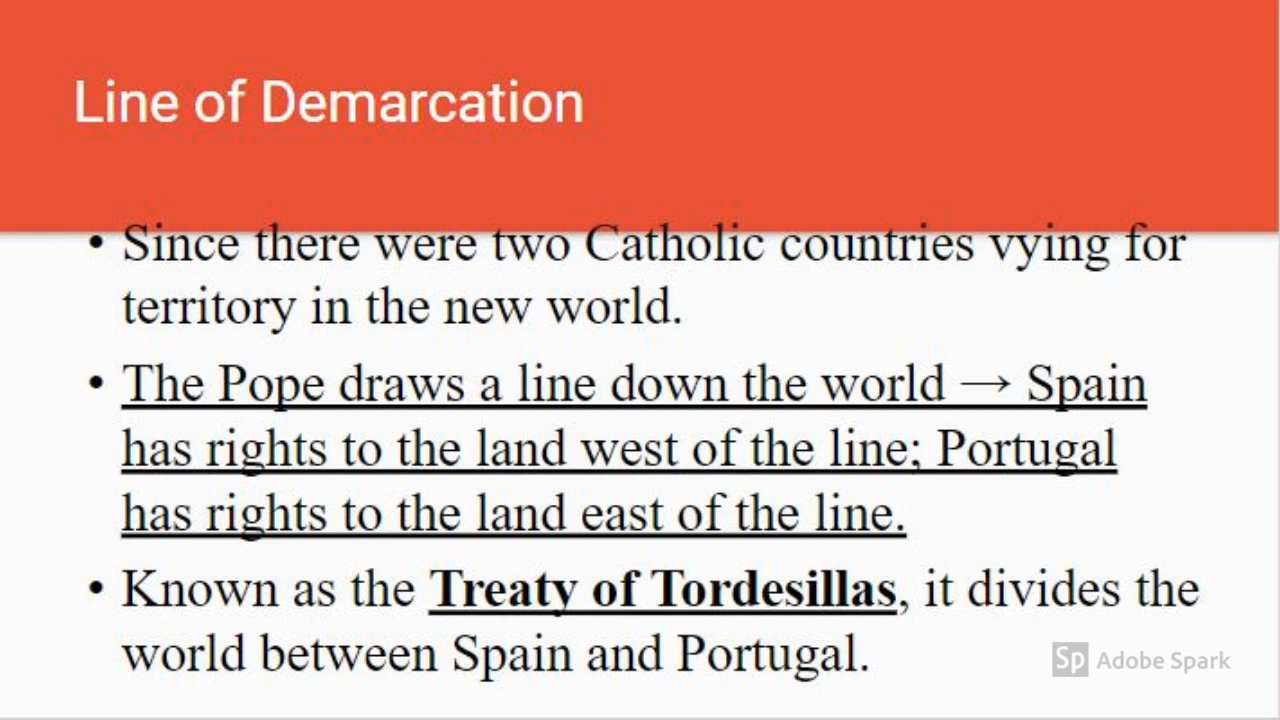 Line of Demarcation
• Since there were two Catholic countries vying for
territory in the new world.
• The Pope draws a line down the world → Spain
has rights to the land west of the line; Portugal
has rights to the land east of the line.
• Known as the Treaty of Tordesillas, it divides the
world between Spain and Portugal.
Sp Adobe Spark